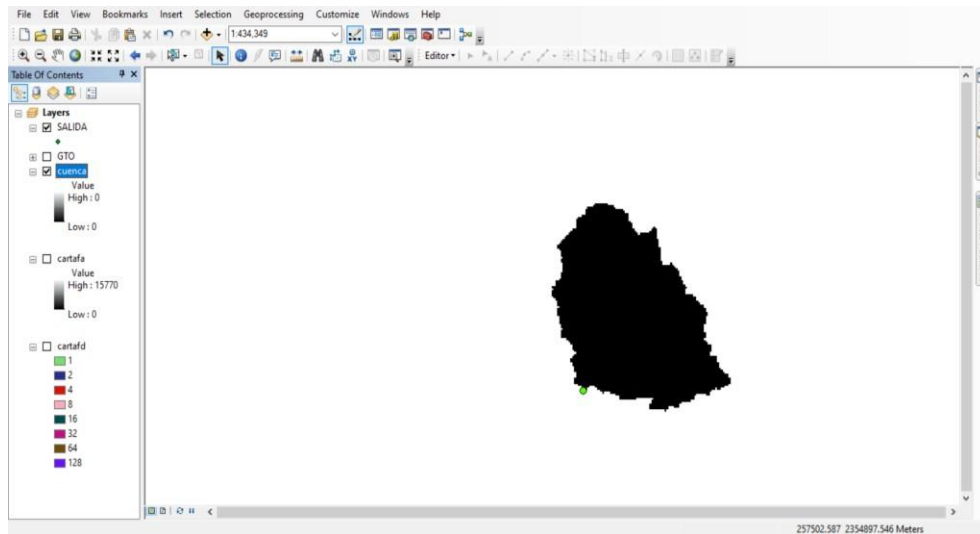 File Edit View Bookmarks Insert Selection Geoprocessing Customize Windows Help
1:434,349
Editor
Table Of Contents
Layers
SALIDA
GTO
cuenca
Value
High : 0
Low : 0
cartafa
Value
High : 15770
Low : 0
cartafd
1
2
4
8
16
32
64
128
257502.587 2354897.546 Meters